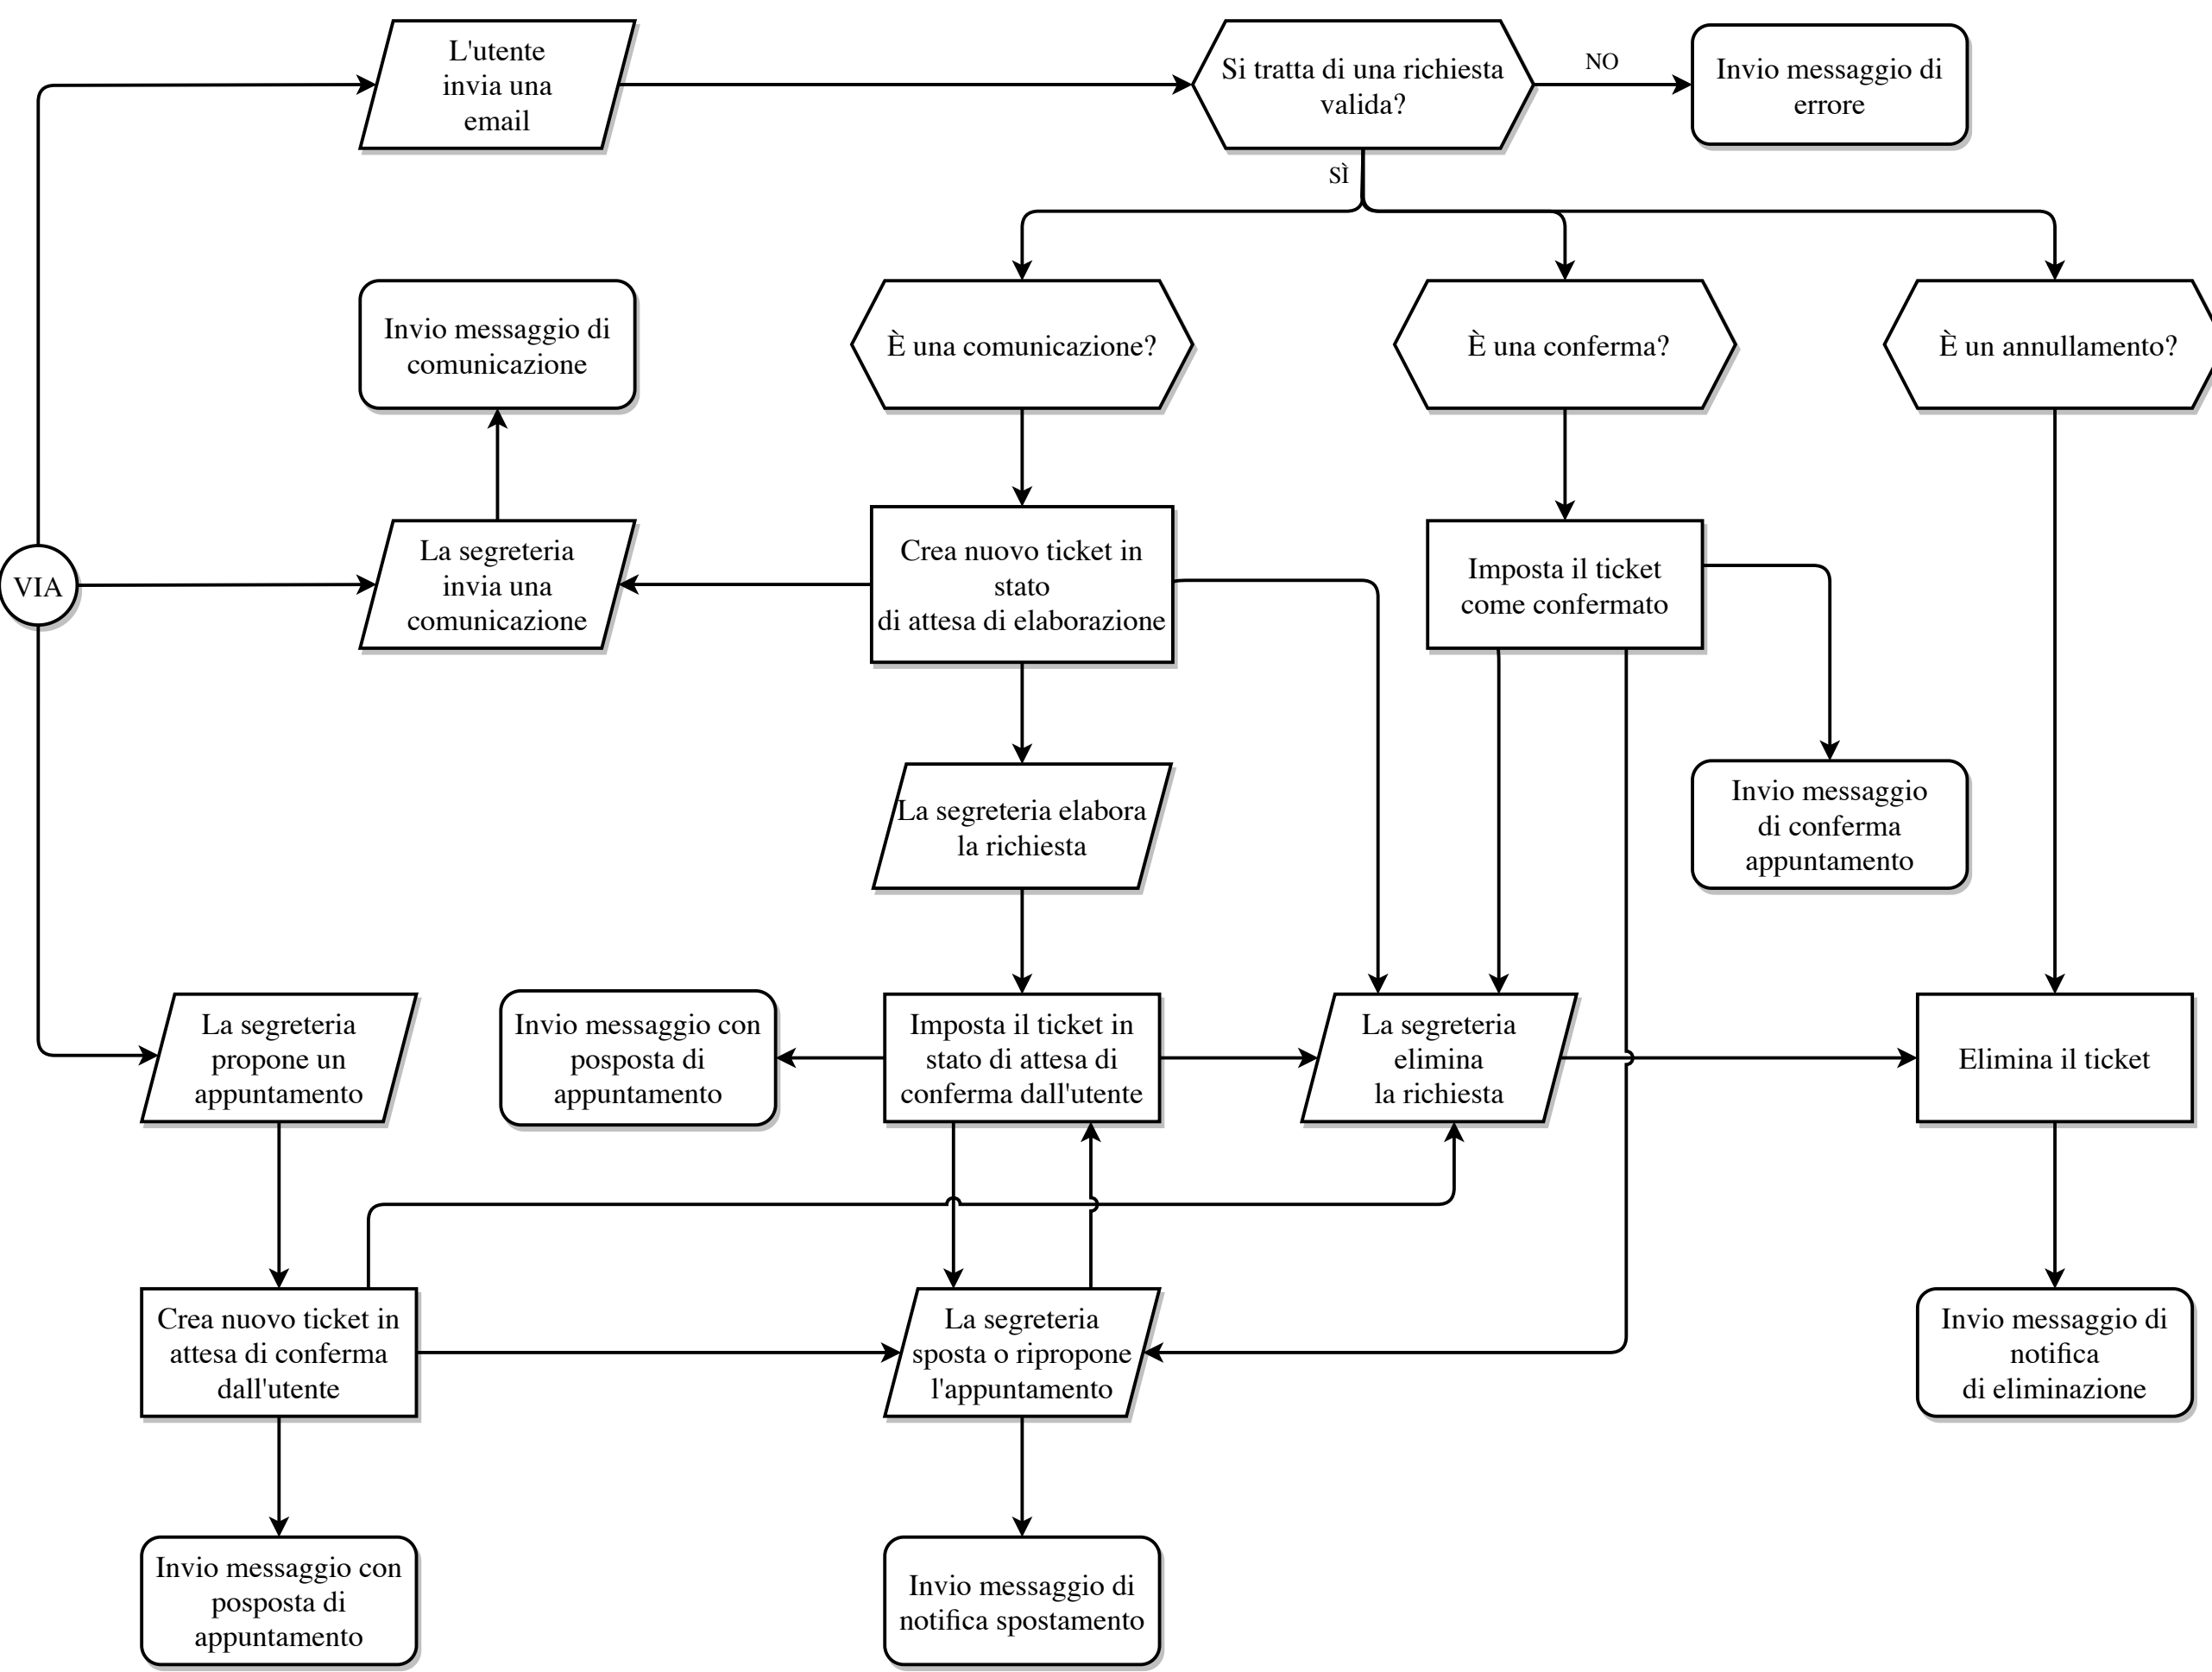 L'utente
invia una
email
Si tratta di una richiesta
valida?
NO
Invio messaggio di
errore
SÌ
Invio messaggio di
comunicazione
È una comunicazione?
È una conferma?
È un annullamento?
VIA
La segreteria
invia una
comunicazione
Crea nuovo ticket in
stato
di attesa di elaborazione
Imposta il ticket
come confermato
La segreteria elabora
la richiesta
Invio messaggio
di conferma
appuntamento
La segreteria
propone un
appuntamento
Invio messaggio con
posposta di
appuntamento
Imposta il ticket in
stato di attesa di
conferma dall'utente
La segreteria
elimina
la richiesta
Elimina il ticket
Crea nuovo ticket in
attesa di conferma
dall'utente
La segreteria
sposta o ripropone
l'appuntamento
Invio messaggio di
notifica
di eliminazione
Invio messaggio con
posposta di
appuntamento
Invio messaggio di
notifica spostamento